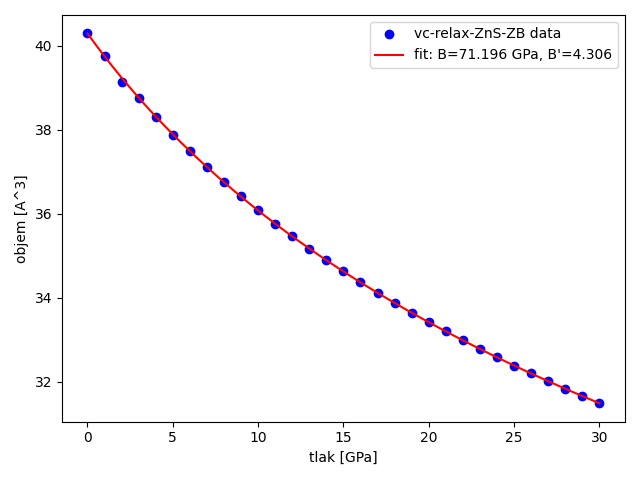 vc-relax-ZnS-ZB data
fit: B=71.196 GPa, B'=4.306
objem [A^3]
40
38
36
34
32
0 5 10 15 20 25 30
tlak [GPa]